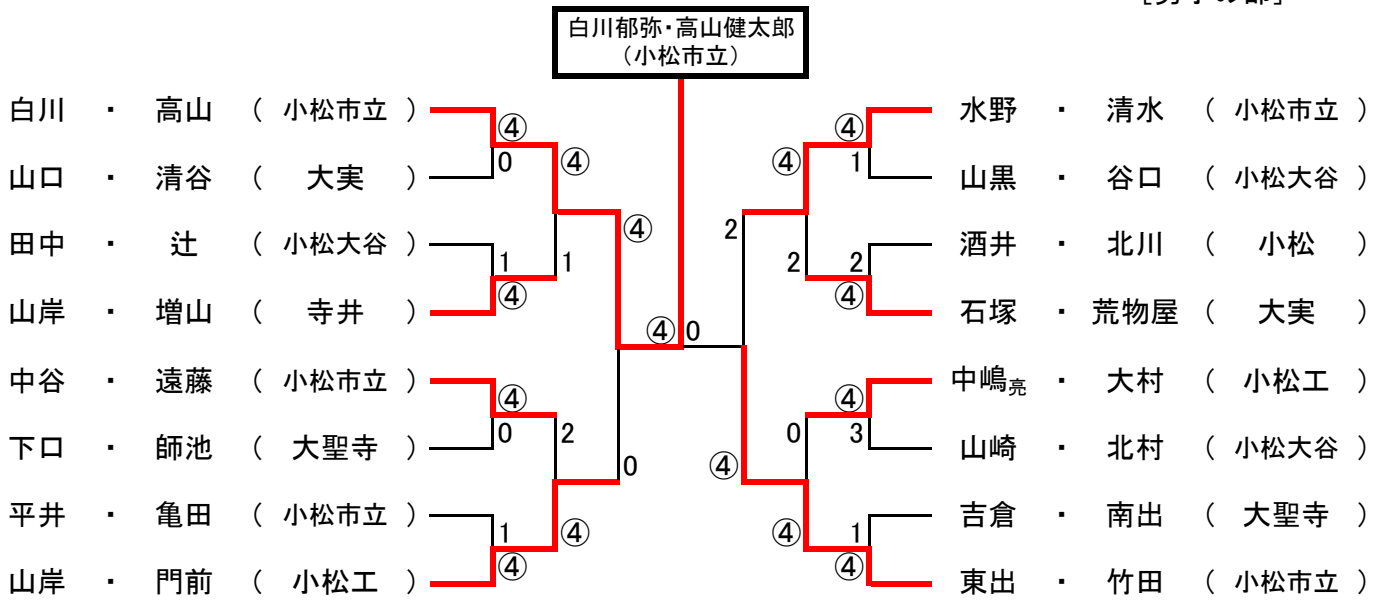 白川郁弥・高山健太郎
（小松市立）
白川 ・ 高山 （ 小松市立 ） ④ ④ 水野 ・ 清水 （ 小松市立 ）
④ ④
山口 ・ 清谷 （ 大実 ） 0 1 山黒 ・ 谷口 （ 小松大谷 ）
④ 2
田中 ・ 辻 （ 小松大谷 ） 1 1 2 2 酒井 ・ 北川 （ 小松 ）
山岸 ・ 増山 （ 寺井 ） ④ ④ 石塚 ・ 荒物屋 （ 大実 ）
④ 0
中谷 ・ 遠藤 （ 小松市立 ） ④ ④ 中嶋亮 ・ 大村 （ 小松工 ）
0 2 0 3
下口 ・ 師池 （ 大聖寺 ） 0 ④ 山崎 ・ 北村 （ 小松大谷 ）
平井 ・ 亀田 （ 小松市立 ） 1 ④ ④ 1 吉倉 ・ 南出 （ 大聖寺 ）
山岸 ・ 門前 （ 小松工 ） ④ ④ 東出 ・ 竹田 （ 小松市立 ）